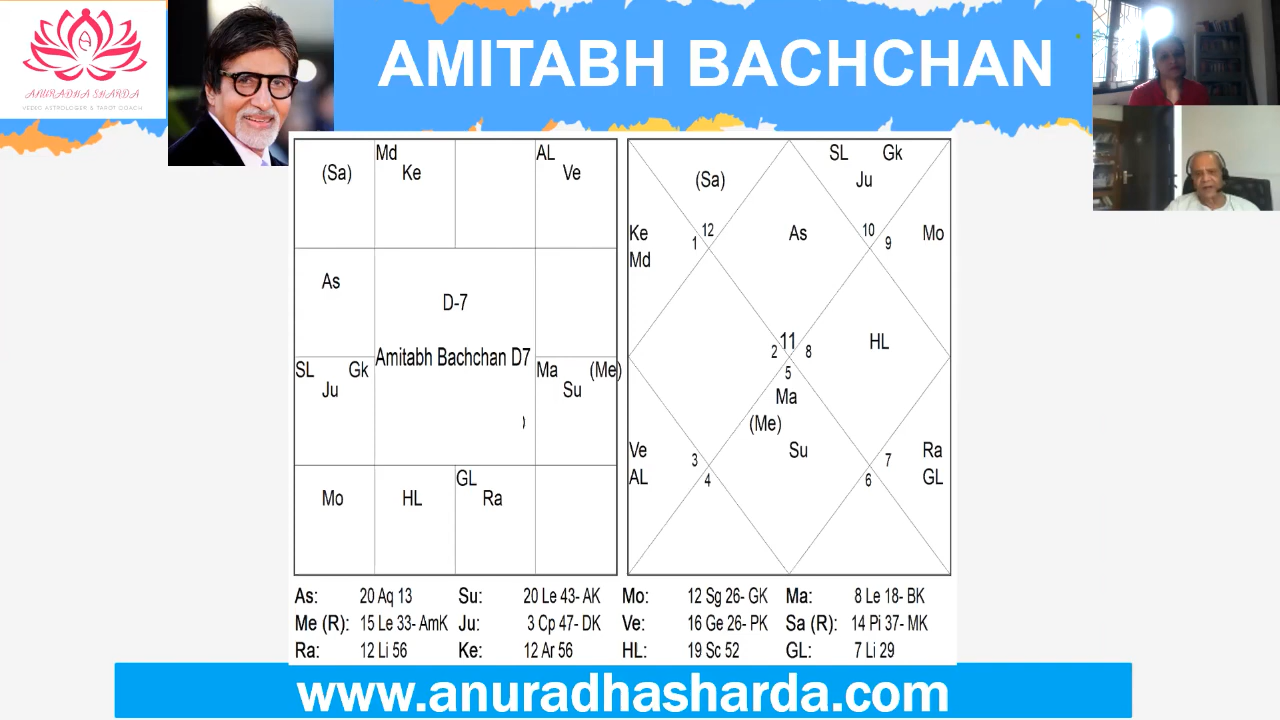 AMITABH BACHCHAN
ANURADHA SHARDA
VEDIC ASTROLOGER & TAROT COACH
(Sa) Md Ke AL Ve
As
D-7
Amitabh Bachchan D7
SL Gk Ju
Ma (Me) Su
Mo HL GL Ra
(Sa) SL Gk Ju
Ke Md 1 12 As 10 9 Mo
11 HL
2 8
5
Ma
(Me)
Su
Ve AL 3 4
7 6 Ra GL
As: 20 Aq 13 Su: 20 Le 43- AK Mo: 12 Sg 26- GK Ma: 8 Le 18- BK
Me (R): 15 Le 33- AmK Ju: 3 Cp 47- DK Ve: 16 Ge 26- PK Sa (R): 14 Pi 37- MK
Ra: 12 Li 56 Ke: 12 Ar 56 HL: 19 Sc 52 GL: 7 Li 29
www.anuradhasharda.com